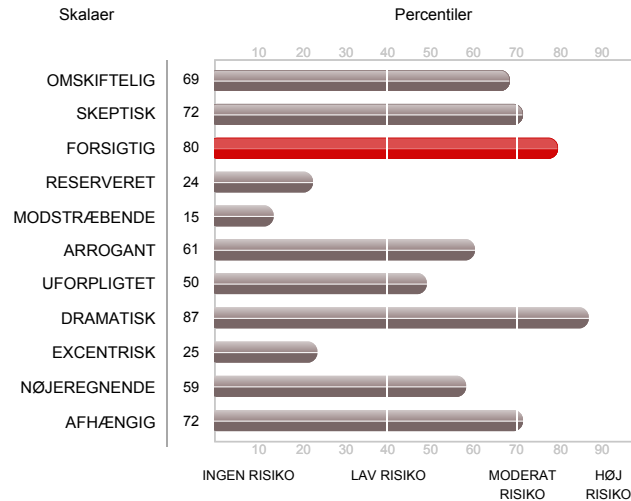 Skalaer Percentiler
10 20 30 40 50 60 70 80 90
OMSKIFTELIG 69
SKEPTISK 72
FORSIGTIG 80
RESERVERET 24
MODSTRÆBENDE 15
ARROGANT 61
UFORPLIGTET 50
DRAMATISK 87
EXCENTRISK 25
NØJEREGNENDE 59
AFHÆNGIG 72
10 20 30 40 50 60 70 80 90
INGEN RISIKO LAV RISIKO MODERAT HØJ
RISIKO RISIKO